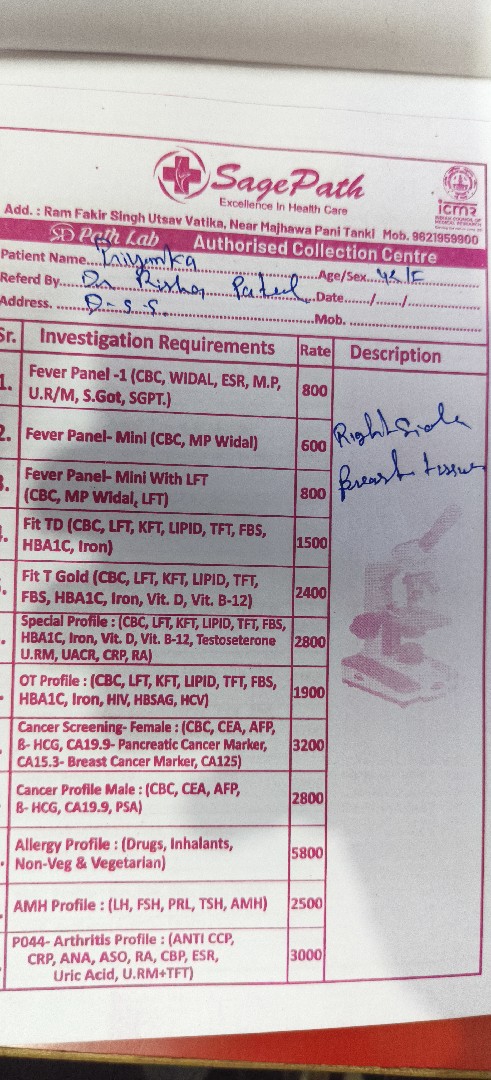 SagePath
Excellence In Health Care
icmr
INDIAN COUNCIL OF
MEDICAL RESEARCH
Add. : Ram Fakir Singh Utsav Vatika, Near Majhawa Pani Tanki Mob. 9621959900
Path Lab Authorised Collection Centre
Patient Name Priyanka Age/Sex
Referd By Dr Patel Date....../....../......
Address. Mob.
Sr. Investigation Requirements Rate Description
1. Fever Panel -1 (CBC, WIDAL, ESR, M.P, U.R/M, S.Got, SGPT.) 800
2. Fever Panel- Mini (CBC, MP Widal) 600
Right Side
Breast tissue
3. Fever Panel- Mini With LFT
(CBC, MP Widal, LFT) 800
Fit TD (CBC, LFT, KFT, LIPID, TFT, FBS,
HBA1C, Iron) 1500
Fit T Gold (CBC, LFT, KFT, LIPID, TFT,
FBS, HBA1C, Iron, Vit. D, Vit. B-12) 2400
Special Profile : (CBC, LFT, KFT, LIPID, TFT, FBS,
HBA1C, Iron, Vit. D, Vit. B-12, Testoseterone
U.RM, UACR, CRP, RA) 2800
OT Profile : (CBC, LFT, KFT, LIPID, TFT, FBS,
HBA1C, Iron, HIV, HBSAG, HCV) 1900
Cancer Screening- Female : (CBC, CEA, AFP,
ß- HCG, CA19.9- Pancreatic Cancer Marker,
CA15.3- Breast Cancer Marker, CA125) 3200
Cancer Profile Male : (CBC, CEA, AFP,
ß- HCG, CA19.9, PSA) 2800
Allergy Profile : (Drugs, Inhalants,
Non-Veg & Vegetarian) 5800
AMH Profile : (LH, FSH, PRL, TSH, AMH) 2500
P044- Arthritis Profile : (ANTI CCP,
CRP, ANA, ASO, RA, CBP, ESR,
Uric Acid, U.RM+TFT) 3000